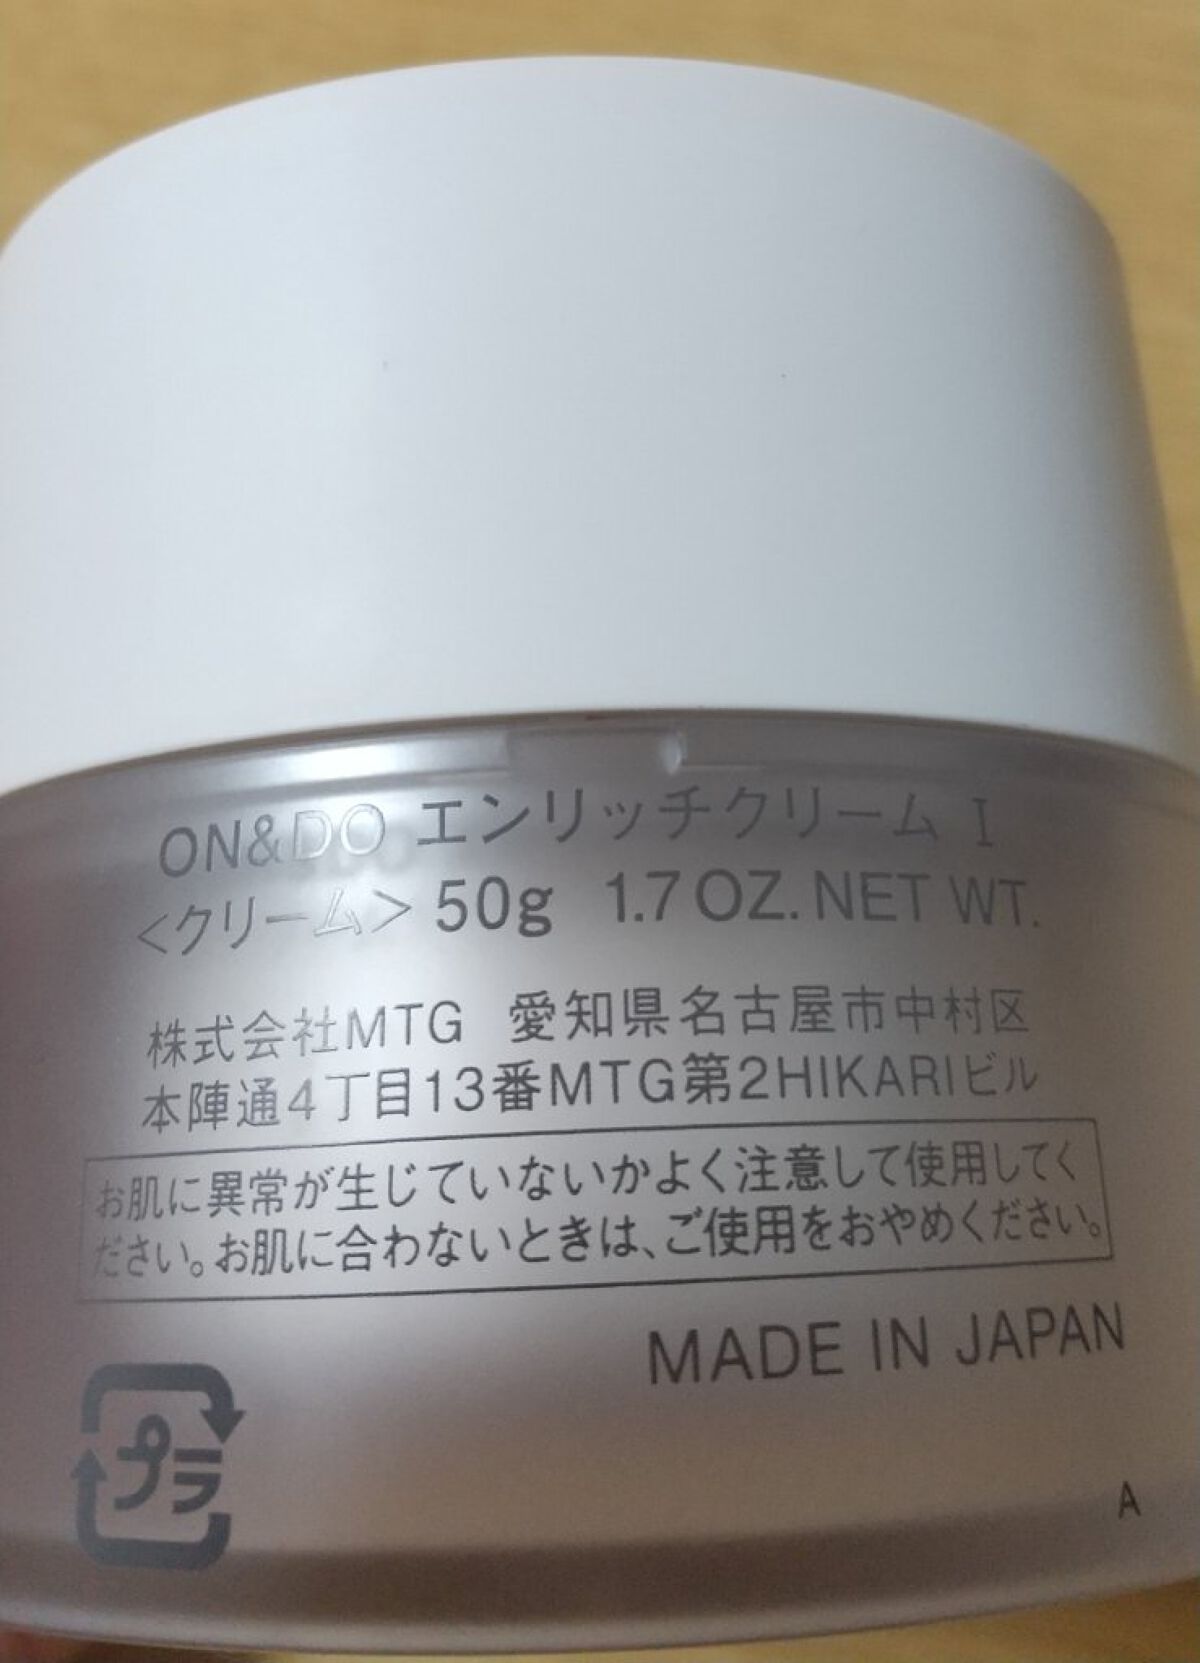 ON&DO エンリッチクリーム I
<クリーム> 50g 1.7 OZ. NET WT.
株式会社MTG 愛知県名古屋市中村区
本陣通4丁目13番MTG第2HIKARIビル
お肌に異常が生じていないかよく注意して使用してく
ださい。お肌に合わないときは、ご使用をおやめください。
MADE IN JAPAN
プラ
A